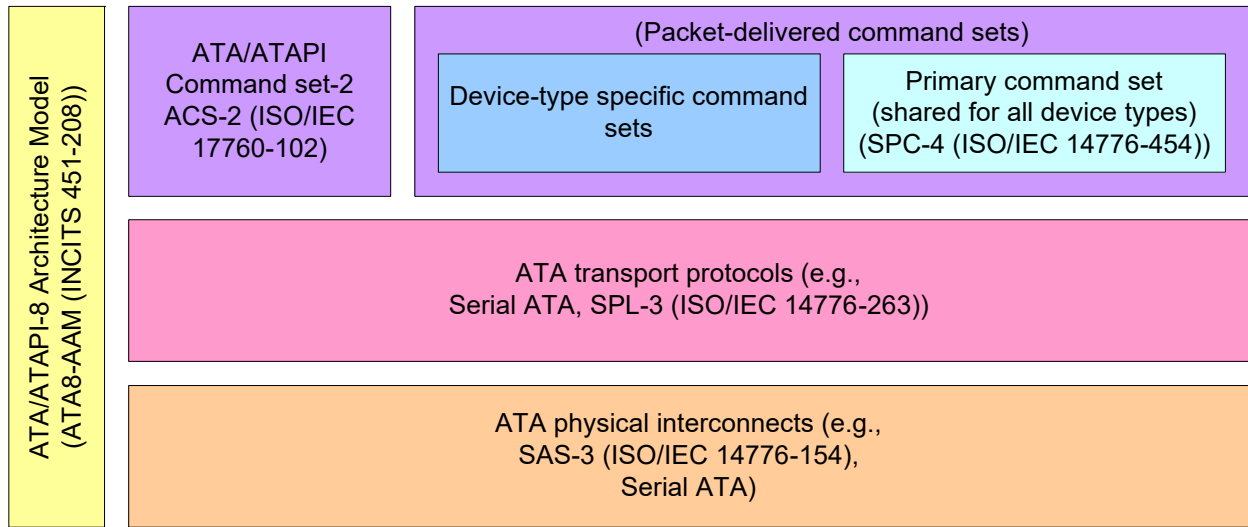 ATA/ATAPI-8 Architecture Model
(ATA8-AAM (INCITS 451-208))
ATA/ATAPI
Command set-2
ACS-2 (ISO/IEC
17760-102)
(Packet-delivered command sets)
Device-type specific command
sets
Primary command set
(shared for all device types)
(SPC-4 (ISO/IEC 14776-454))
ATA transport protocols (e.g.,
Serial ATA, SPL-3 (ISO/IEC 14776-263))
ATA physical interconnects (e.g.,
SAS-3 (ISO/IEC 14776-154),
Serial ATA)